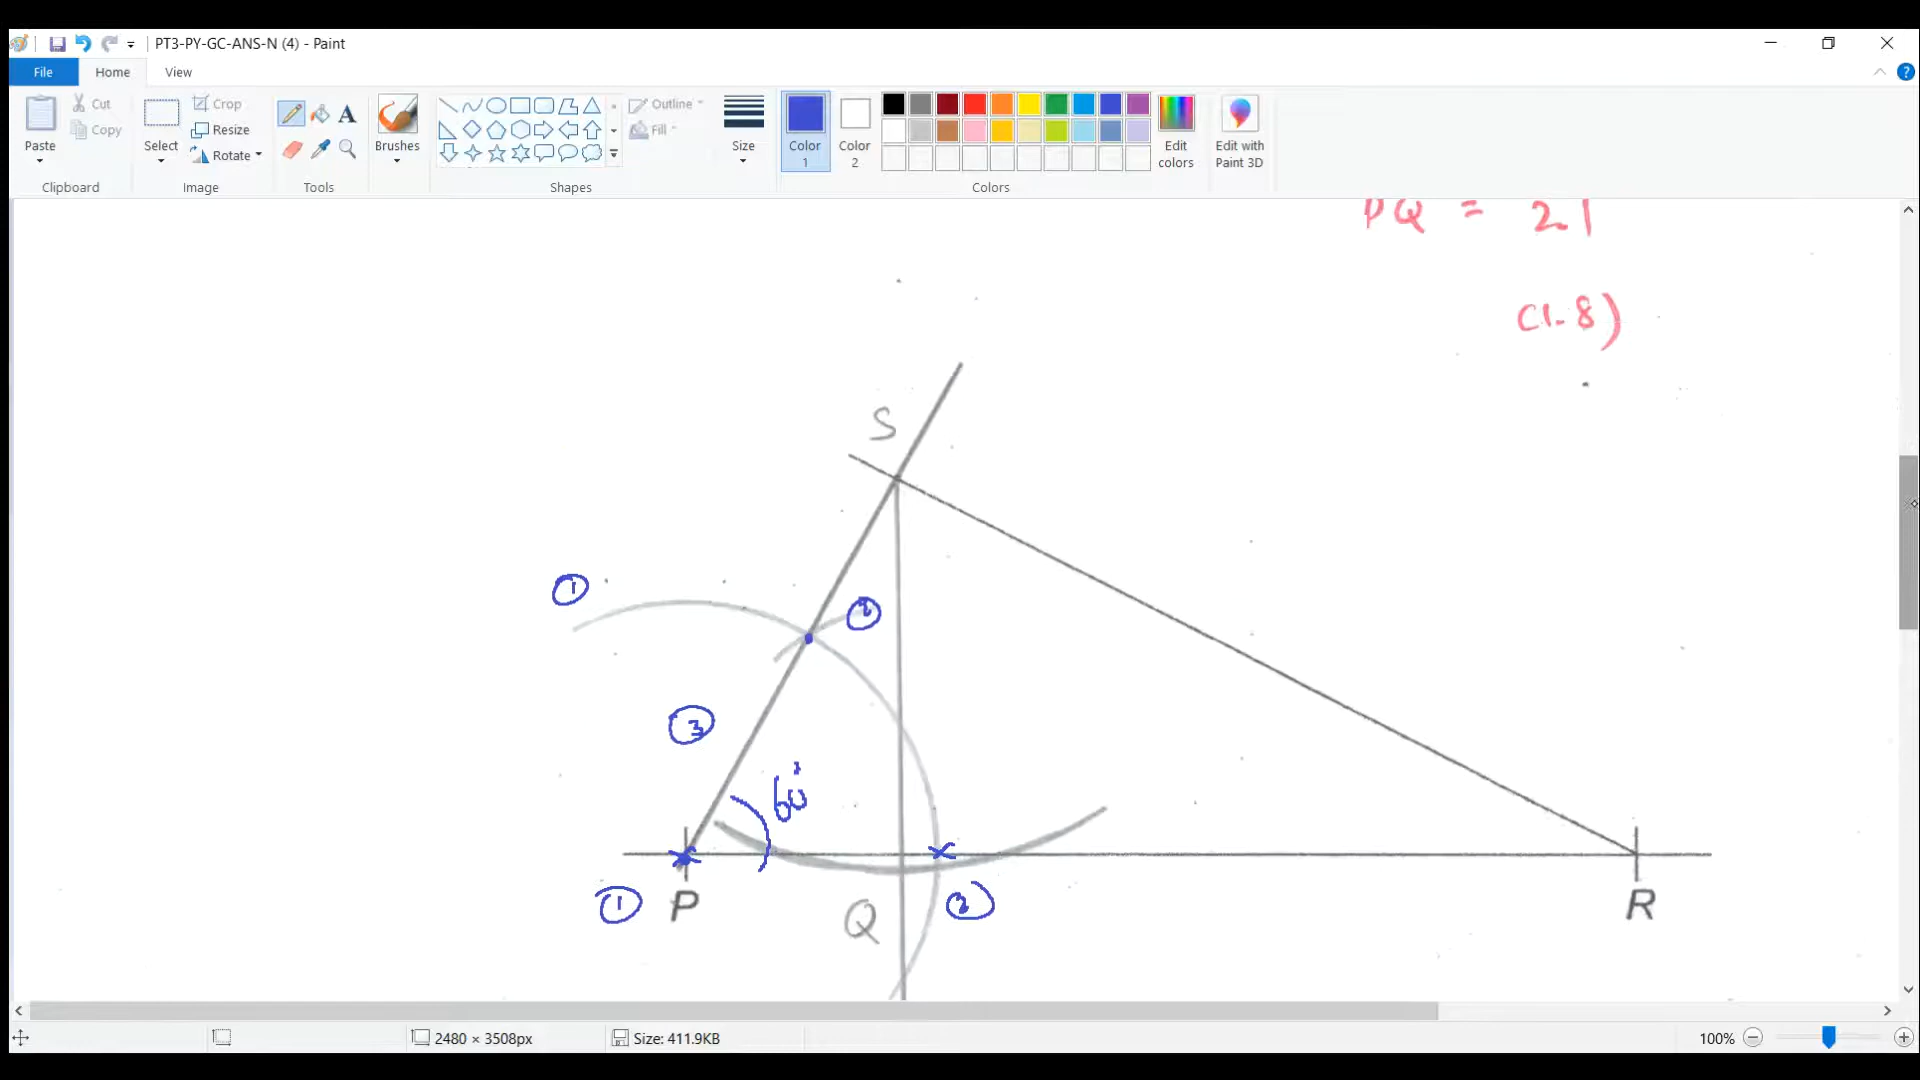 PT3-PY-GC-ANS-N (4) - Paint
File Home View
Paste
Cut
Copy
Clipboard
Select
Crop
Resize
Rotate
Image
A
Tools
Brushes
Outline
Fill
Shapes
Size
Color 1
Color 2
Edit colors
Colors
Edit with Paint 3D
?
PQ = 2.1
(1.8)
S
1
2
3
60°
1 P
Q
2
R
2480 × 3508px
Size: 411.9KB
100%